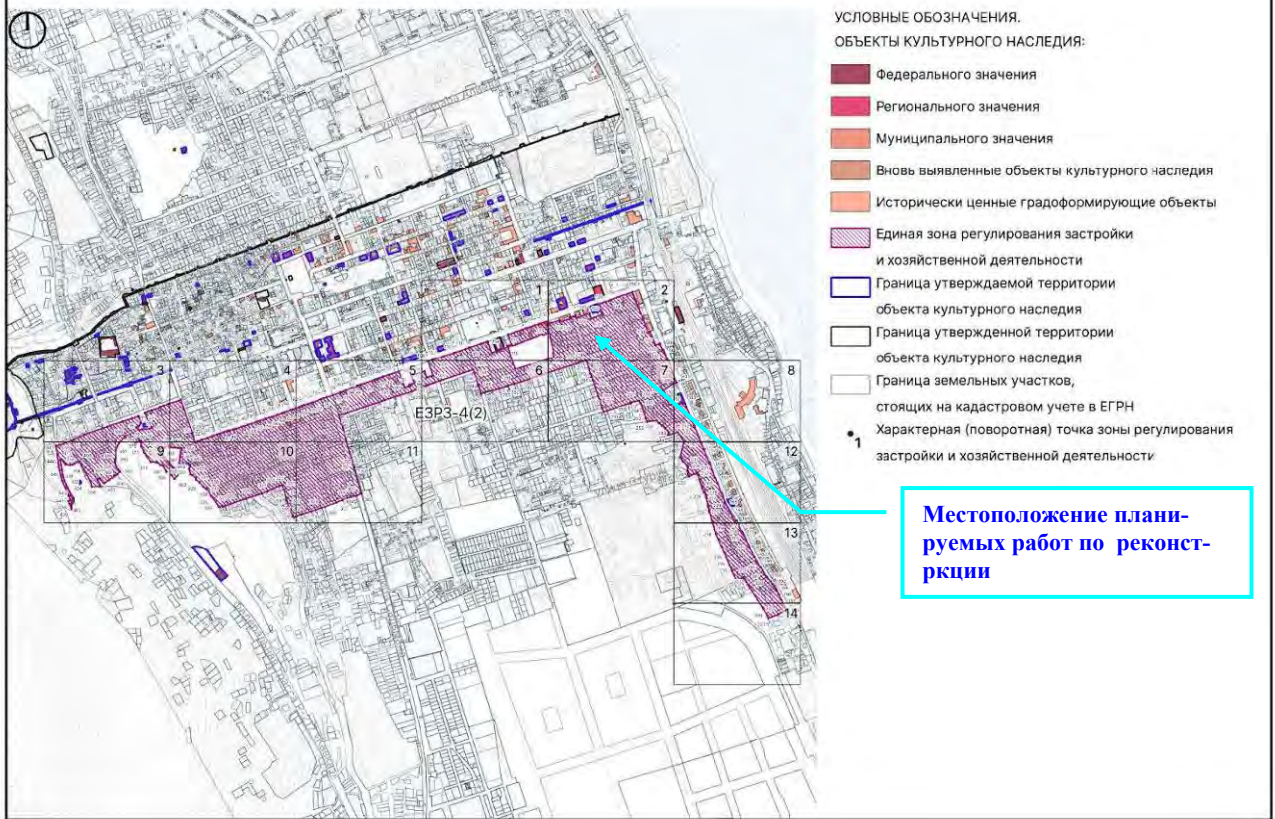 УСЛОВНЫЕ ОБОЗНАЧЕНИЯ.
ОБЪЕКТЫ КУЛЬТУРНОГО НАСЛЕДИЯ:
Федерального значения
Регионального значения
Муниципального значения
Вновь выявленные объекты культурного наследия
Исторически ценные градоформирующие объекты
Единая зона регулирования застройки
и хозяйственной деятельности
Граница утверждаемой территории
объекта культурного наследия
Граница утвержденной территории
объекта культурного наследия
Граница земельных участков,
стоящих на кадастровом учете в ЕГРН
1 Характерная (поворотная) точка зоны регулирования
застройки и хозяйственной деятельности
1
2
3
4
5
6
7
8
ЕЗРЗ-4(2)
9
10
11
12
13
14
Местоположение плани-
руемых работ по реконст-
ркции